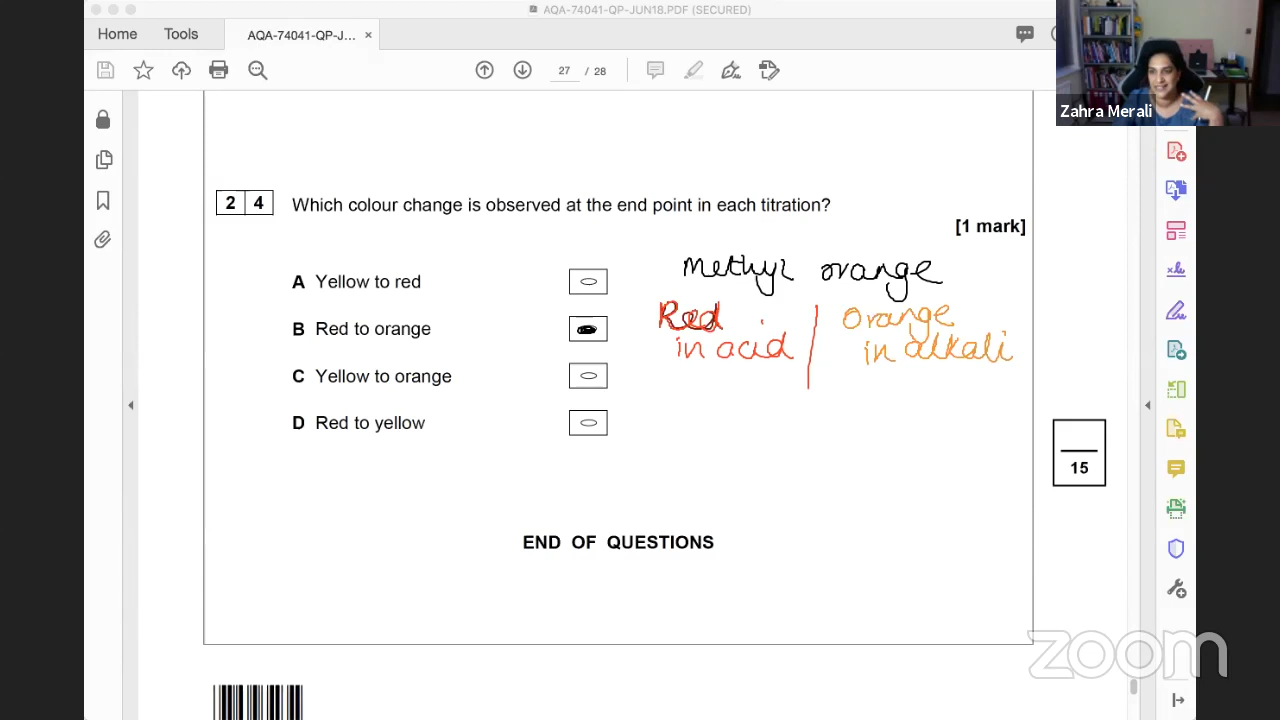 AQA-74041-QP-JUN18.PDF (SECURED)
Home Tools AQA-74041-QP-J... ×
27 / 28
Zahra Merali
2 4 Which colour change is observed at the end point in each titration?
[1 mark]
A Yellow to red
B Red to orange
C Yellow to orange
D Red to yellow
Methyl orange
Red
in acid
Orange
in alkali
15
END OF QUESTIONS
zoom